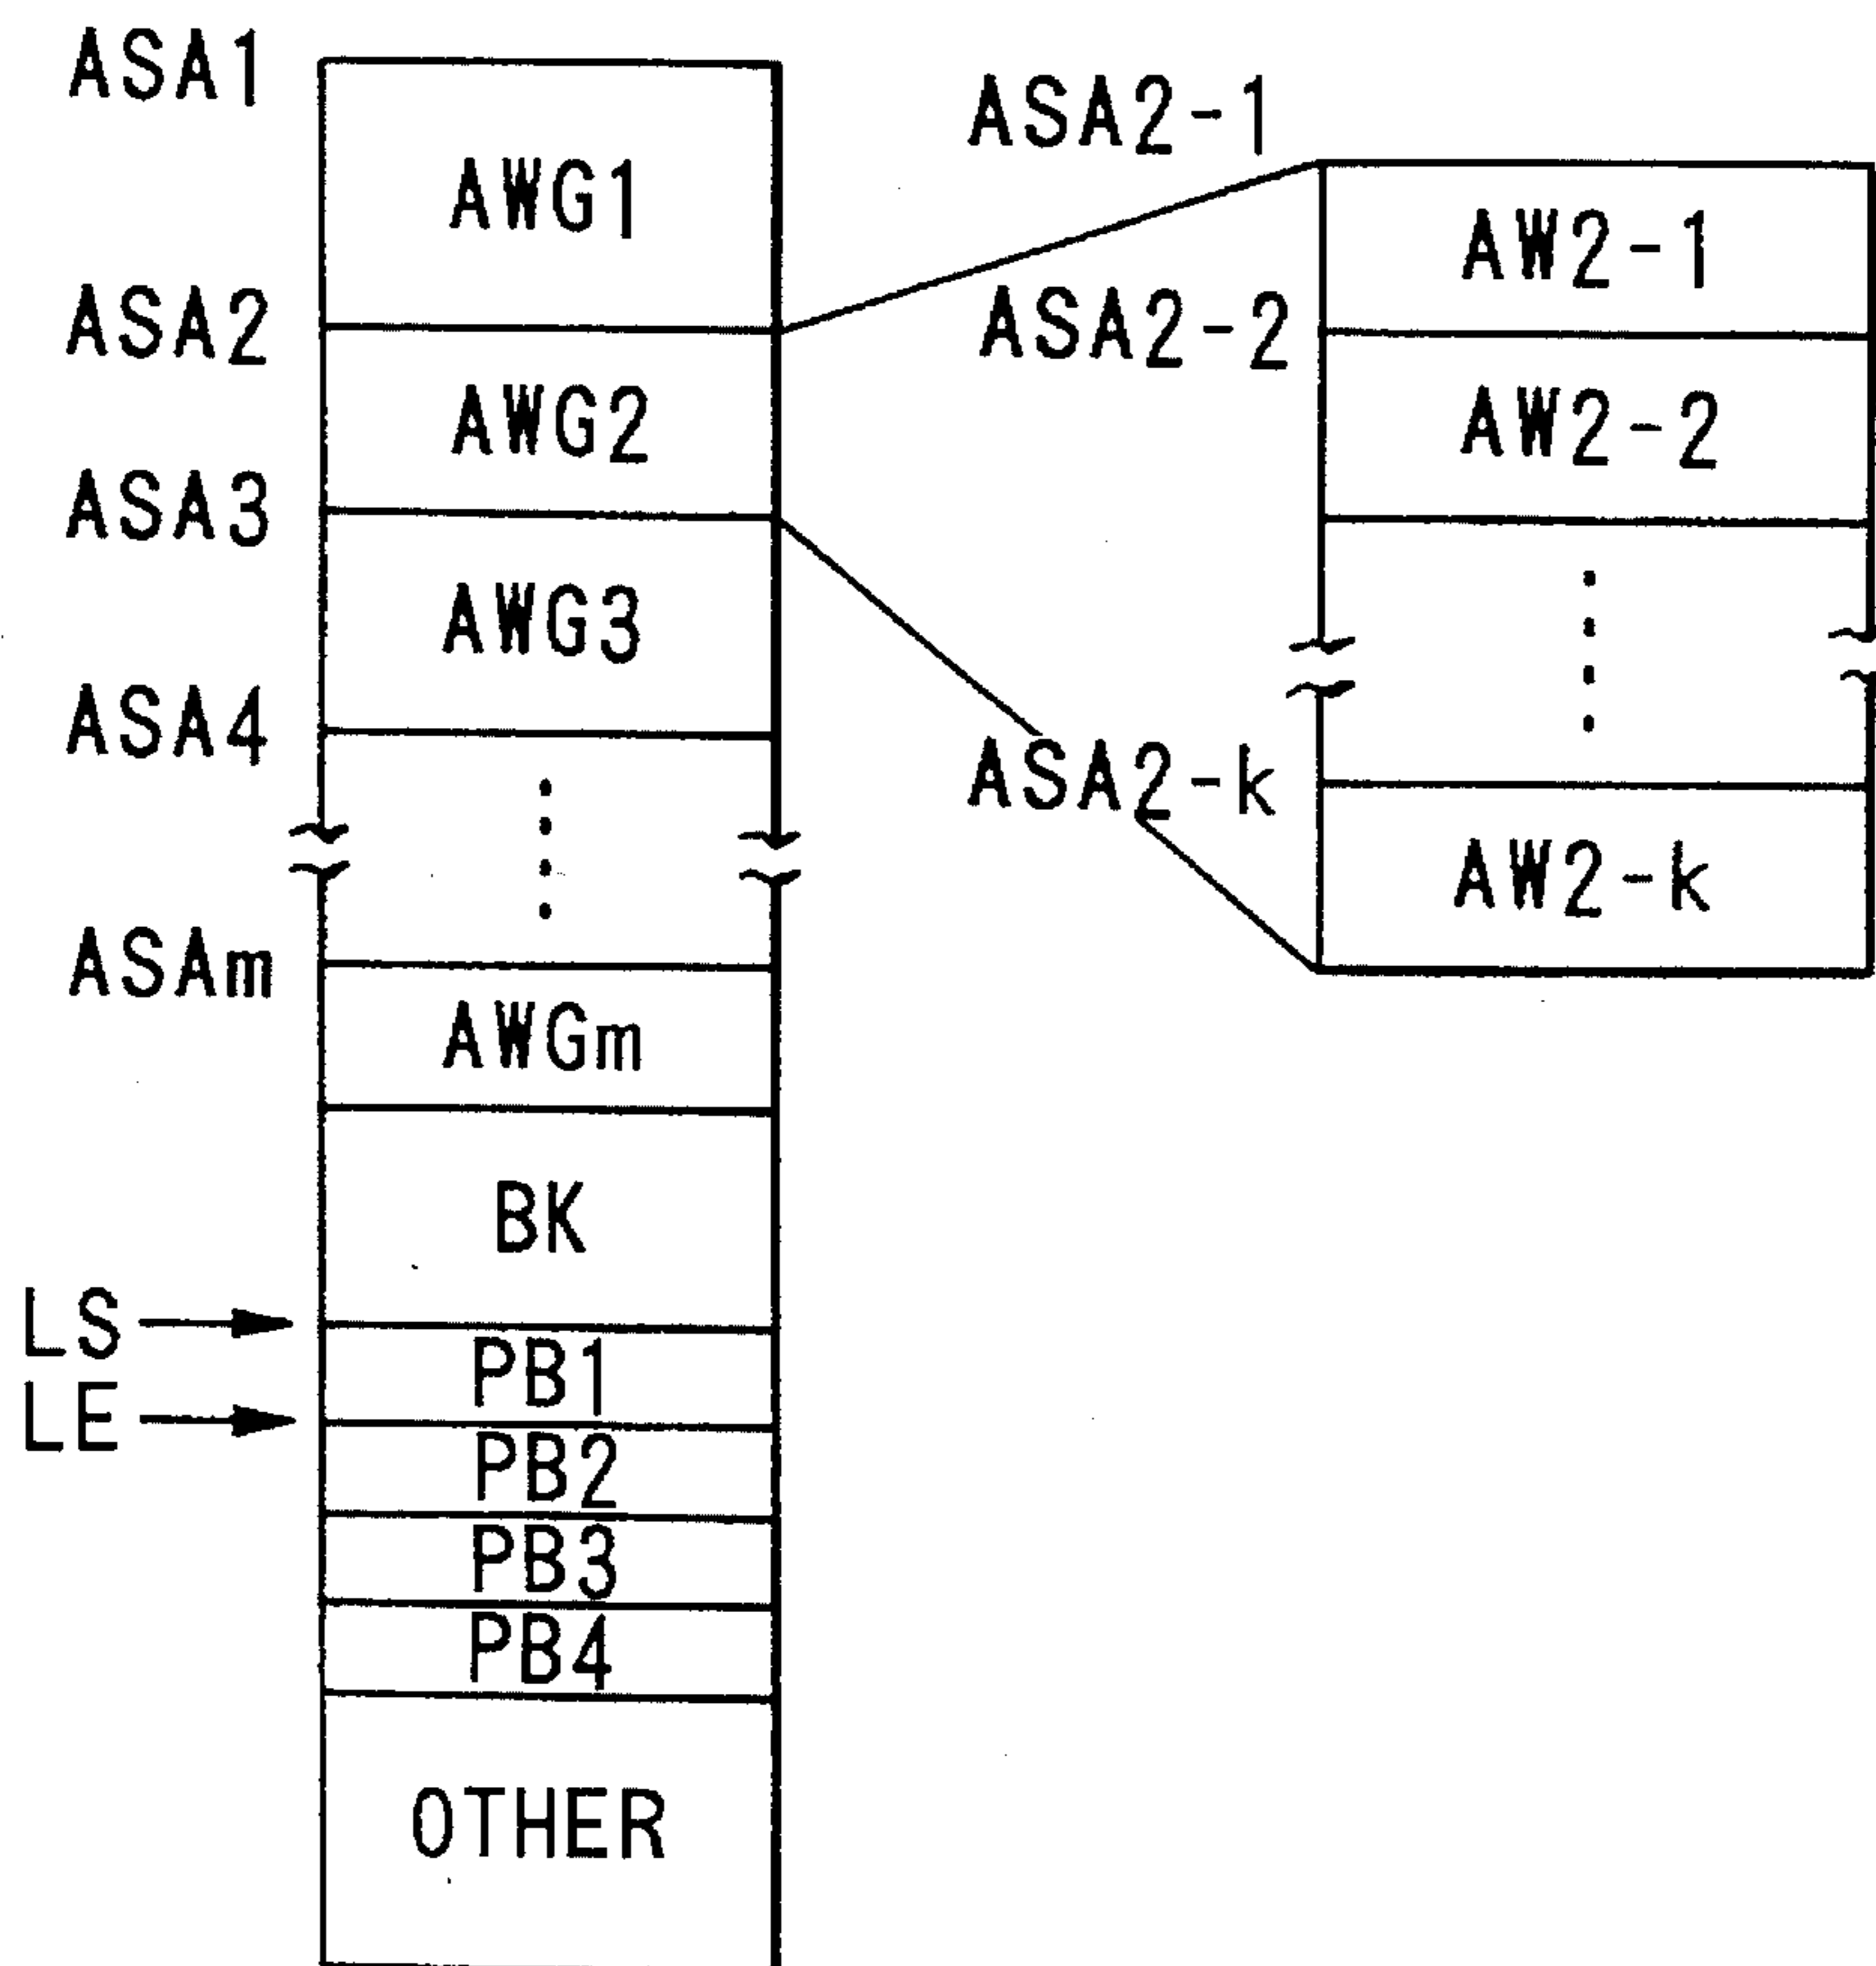 ASA1
AWG1
ASA2
AWG2
ASA3
AWG3
ASA4
ASAm
AWGm
BK
LS
PB1
LE
PB2
PB3
PB4
OTHER
ASA2-1
AW2-1
ASA2-2
AW2-2
ASA2-k
AW2-k